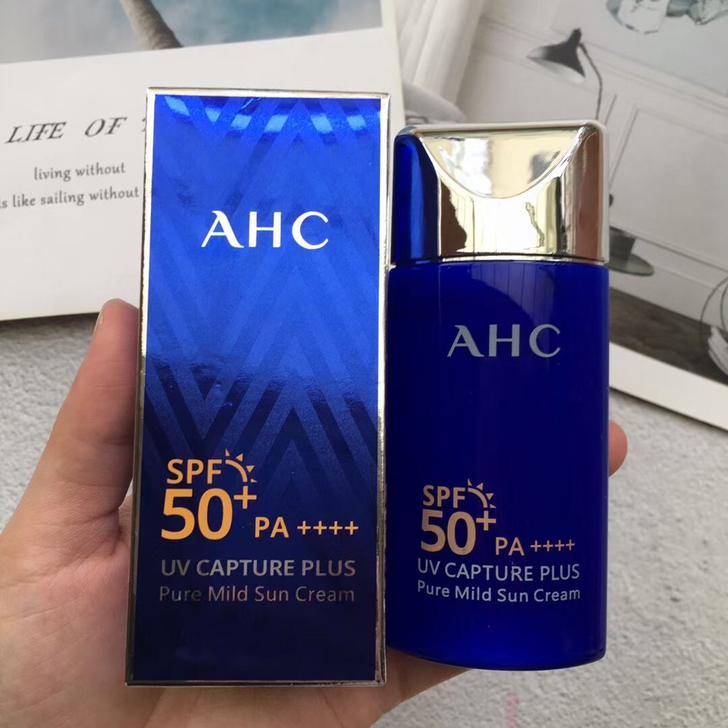 LIFE OF
living without
is like sailing without
AHC
SPF
50+ PA ++++
UV CAPTURE PLUS
Pure Mild Sun Cream
AHC
SPF
50+ PA ++++
UV CAPTURE PLUS
Pure Mild Sun Cream